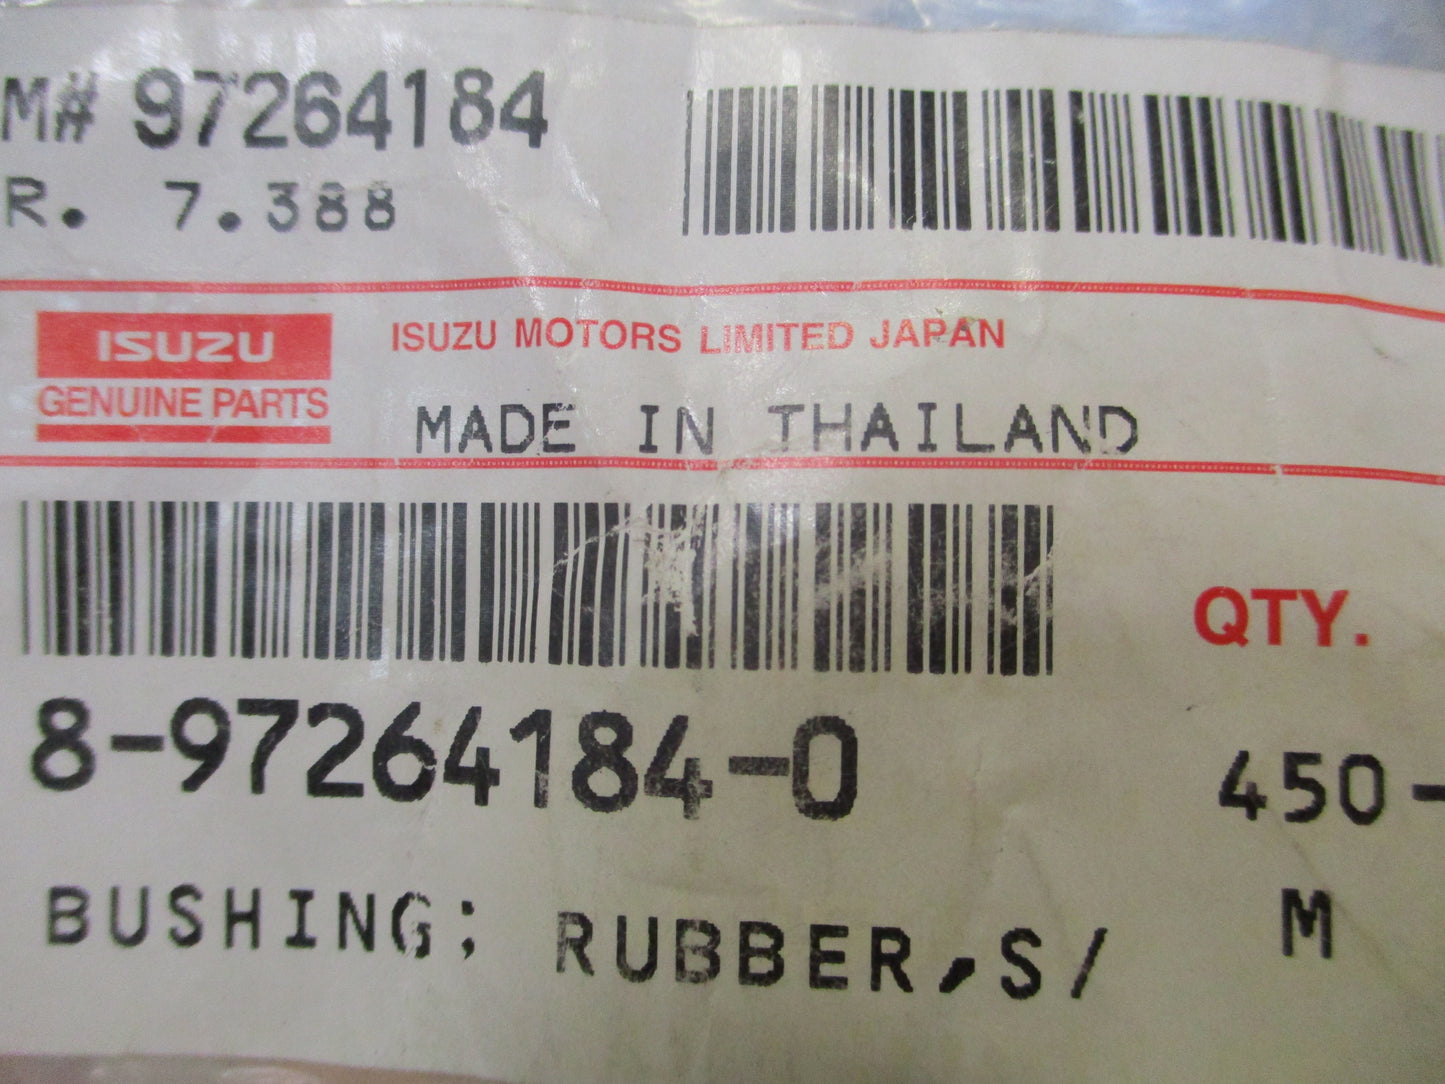 M# 97264184
R. 7.388
ISUZU
GENUINE PARTS
ISUZU MOTORS LIMITED JAPAN
MADE IN THAILAND
QTY.
8-97264184-0
450-
BUSHING; RUBBER,S/
M